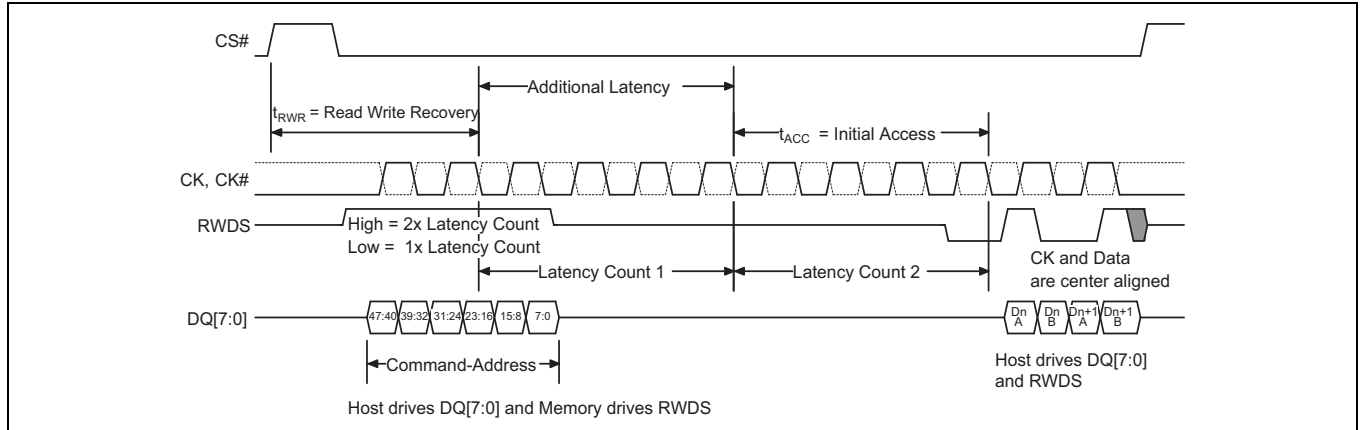 CS#
Additional Latency
tRWR = Read Write Recovery
tACC = Initial Access
CK, CK#
RWDS
High = 2x Latency Count
Low = 1x Latency Count
CK and Data
are center aligned
Latency Count 1
Latency Count 2
DQ[7:0]
47:40 39:32 31:24 23:16 15:8 7:0
Dn A
Dn B
Dn+1 A
Dn+1 B
Command-Address
Host drives DQ[7:0]
and RWDS
Host drives DQ[7:0] and Memory drives RWDS